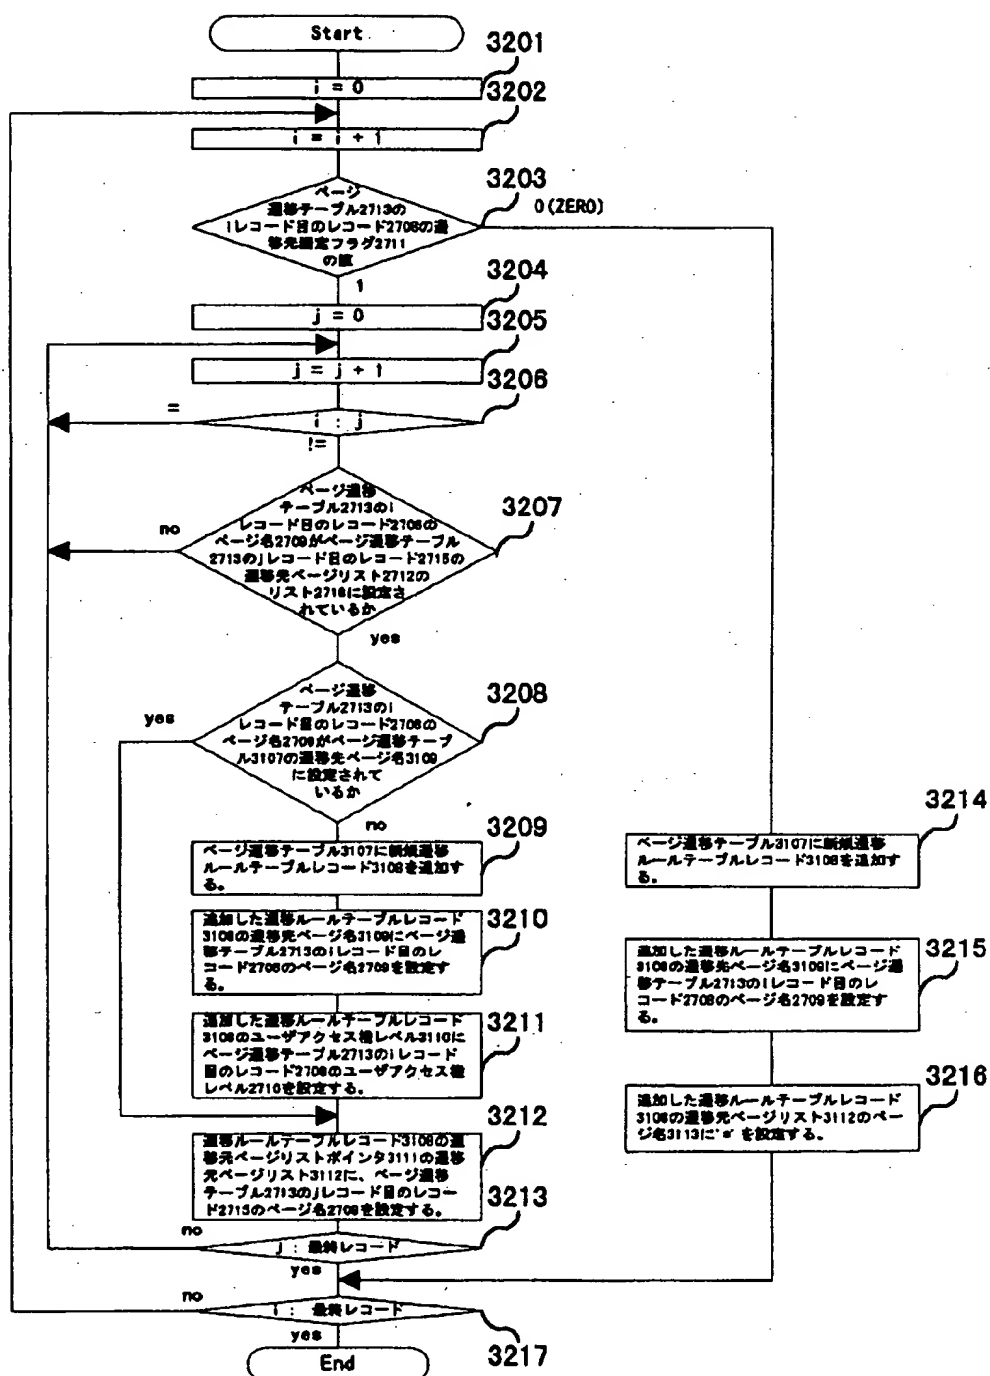 Start
3201
i = 0
3202
i = i + 1
3203
ページ
遷移テーブル2713の
iレコード目のレコード2708の遷
移先固定フラグ2711
の値
0(ZERO)
1
3204
j = 0
3205
j = j + 1
3206
i : j
=
!=
3207
ページ遷移
テーブル2713のi
レコード目のレコード2708の
ページ名2709がページ遷移テーブル
2713のjレコード目のレコード2715の
遷移先ページリスト2712の
リスト2716に設定さ
れているか
no
yes
3208
ページ遷移
テーブル2713のi
レコード目のレコード2708の
ページ名2709がページ遷移テーブ
ル3107の遷移先ページ名3109
に設定されて
いるか
yes
no
3209
ページ遷移テーブル3107に新規遷移
ルールテーブルレコード3108を追加す
る。
3210
追加した遷移ルールテーブルレコード
3108の遷移先ページ名3109にページ遷
移テーブル2713のiレコード目のレ
コード2708のページ名2709を設定す
る。
3211
追加した遷移ルールテーブルレコード
3108のユーザアクセス権レベル3110に
ページ遷移テーブル2713のiレコード
目のレコード2708のユーザアクセス権
レベル2710を設定する。
3212
遷移ルールテーブルレコード3108の遷
移元ページリストポインタ3111の遷移
元ページリスト3112に、ページ遷移
テーブル2713のjレコード目のレコー
ド2715のページ名2709を設定する。
3213
j : 最終レコード
no
yes
3214
ページ遷移テーブル3107に新規遷移
ルールテーブルレコード3108を追加す
る。
3215
追加した遷移ルールテーブルレコード
3108の遷移先ページ名3109にページ遷
移テーブル2713のiレコード目のレ
コード2708のページ名2709を設定す
る。
3216
追加した遷移ルールテーブルレコード
3108の遷移元ページリスト3112のペー
ジ名3113に を設定する。
i : 最終レコード
no
yes
3217
End